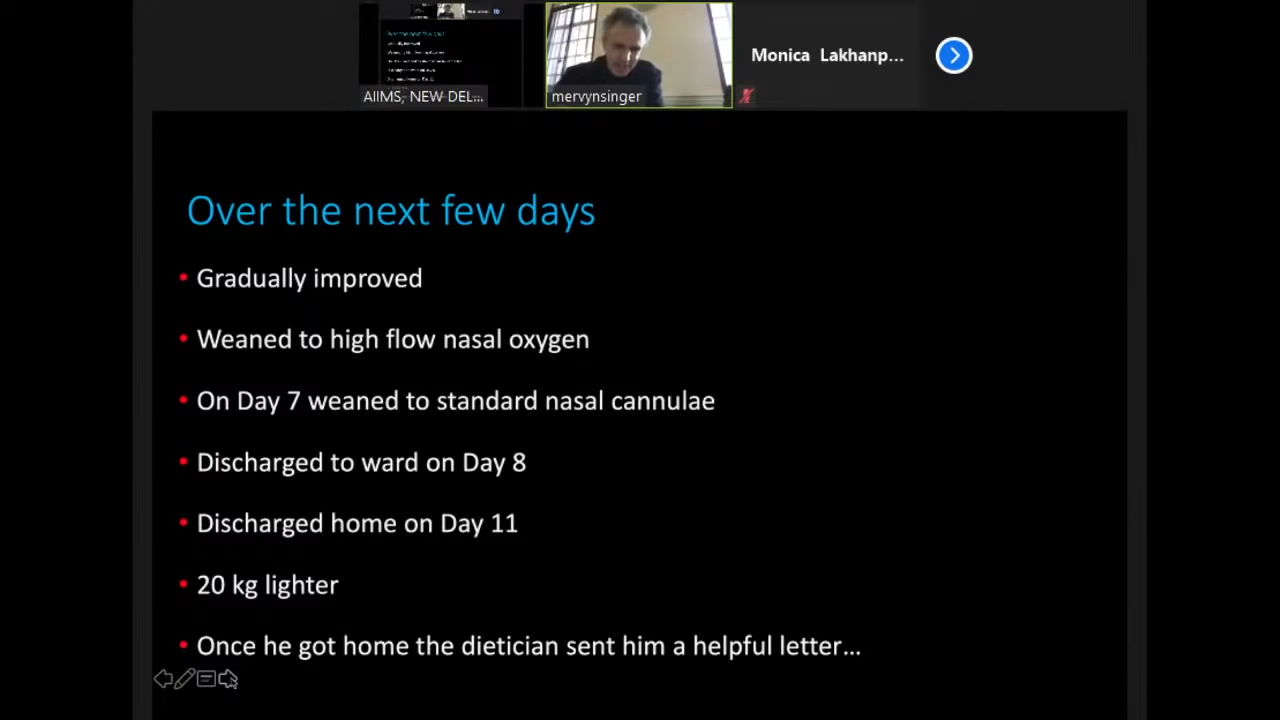 AIIMS, NEW DEL...
mervynsinger
Monica Lakhanp...
Over the next few days
• Gradually improved
• Weaned to high flow nasal oxygen
• On Day 7 weaned to standard nasal cannulae
• Discharged to ward on Day 8
• Discharged home on Day 11
• 20 kg lighter
• Once he got home the dietician sent him a helpful letter...